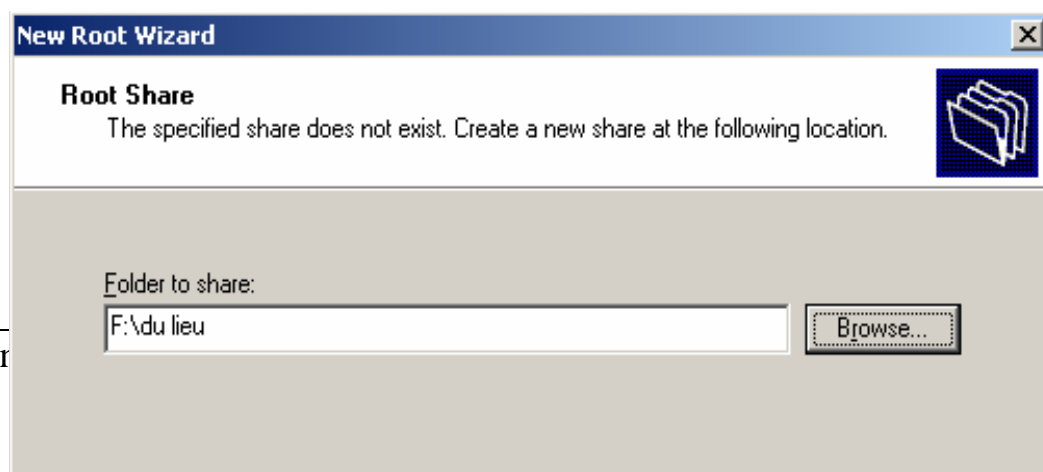 New Root Wizard
Root Share
The specified share does not exist. Create a new share at the following location.
Folder to share:
F:\du lieu
Browse...